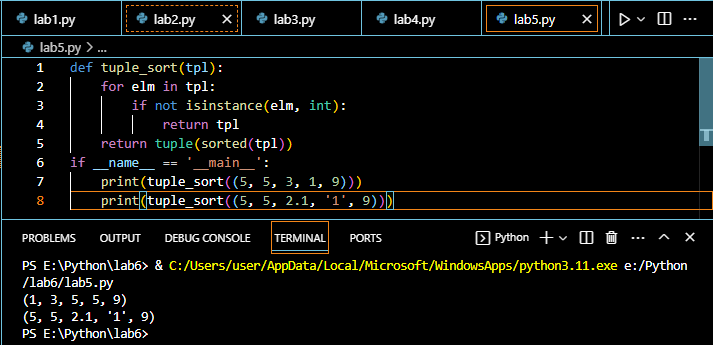 lab1.py lab2.py lab3.py lab4.py lab5.py
lab5.py > ...
1 def tuple_sort(tpl):
2     for elm in tpl:
3         if not isinstance(elm, int):
4             return tpl
5     return tuple(sorted(tpl))
6 if __name__ == '__main__':
7     print(tuple_sort((5, 5, 3, 1, 9)))
8     print(tuple_sort((5, 5, 2.1, '1', 9)))
PROBLEMS OUTPUT DEBUG CONSOLE TERMINAL PORTS Python
PS E:\Python\lab6> & C:/Users/user/AppData/Local/Microsoft/WindowsApps/python3.11.exe e:/Python
/lab6/lab5.py
(1, 3, 5, 5, 9)
(5, 5, 2.1, '1', 9)
PS E:\Python\lab6>